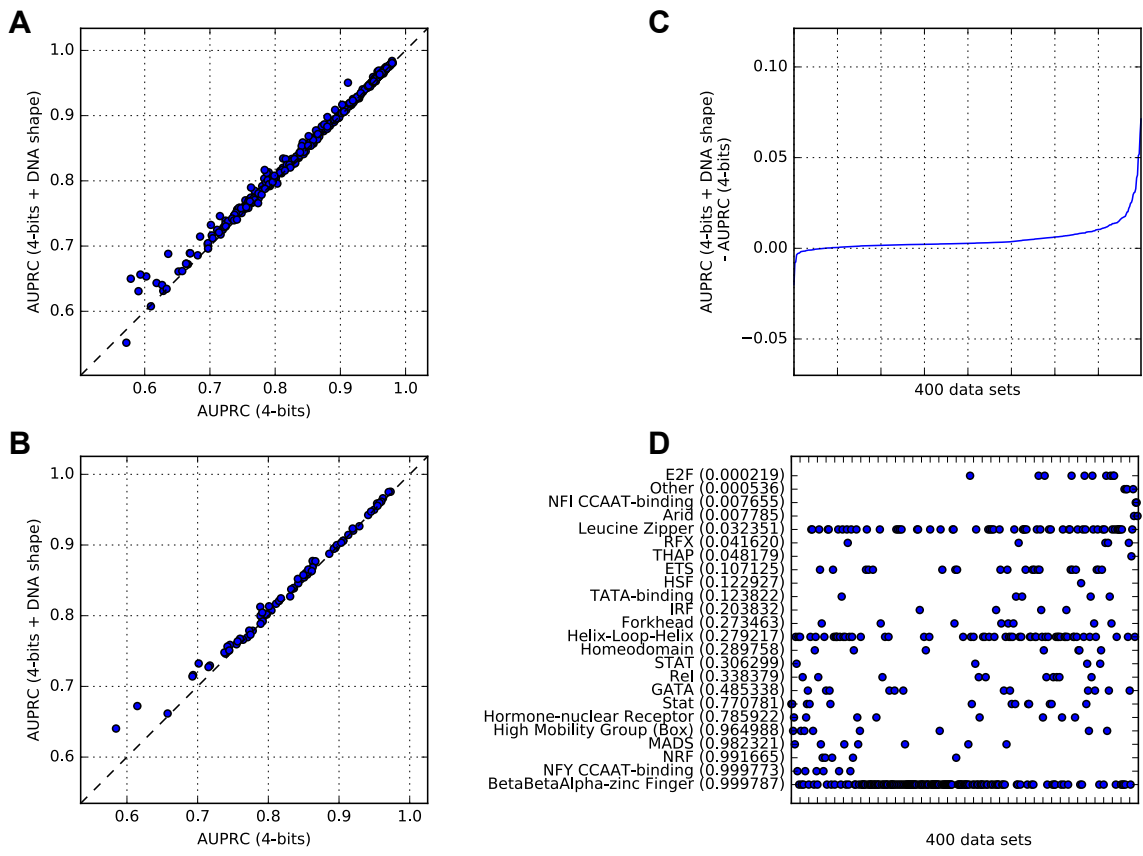 A
AUPRC (4-bits + DNA shape)
1.0
0.9
0.8
0.7
0.6
0.6 0.7 0.8 0.9 1.0
AUPRC (4-bits)
B
AUPRC (4-bits + DNA shape)
1.0
0.9
0.8
0.7
0.6
0.6 0.7 0.8 0.9 1.0
AUPRC (4-bits)
C
AUPRC (4-bits + DNA shape)
- AUPRC (4-bits)
0.10
0.05
0.00
−0.05
400 data sets
D
E2F (0.000219)
Other (0.000536)
NFI CCAAT-binding (0.007655)
Arid (0.007785)
Leucine Zipper (0.032351)
RFX (0.041620)
THAP (0.048179)
ETS (0.107125)
HSF (0.122927)
TATA-binding (0.123822)
IRF (0.203832)
Forkhead (0.273463)
Helix-Loop-Helix (0.279217)
Homeodomain (0.289758)
STAT (0.306299)
Rel (0.338379)
GATA (0.485338)
Stat (0.770781)
Hormone-nuclear Receptor (0.785922)
High Mobility Group (Box) (0.964988)
MADS (0.982321)
NRF (0.991665)
NFY CCAAT-binding (0.999773)
BetaBetaAlpha-zinc Finger (0.999787)
400 data sets